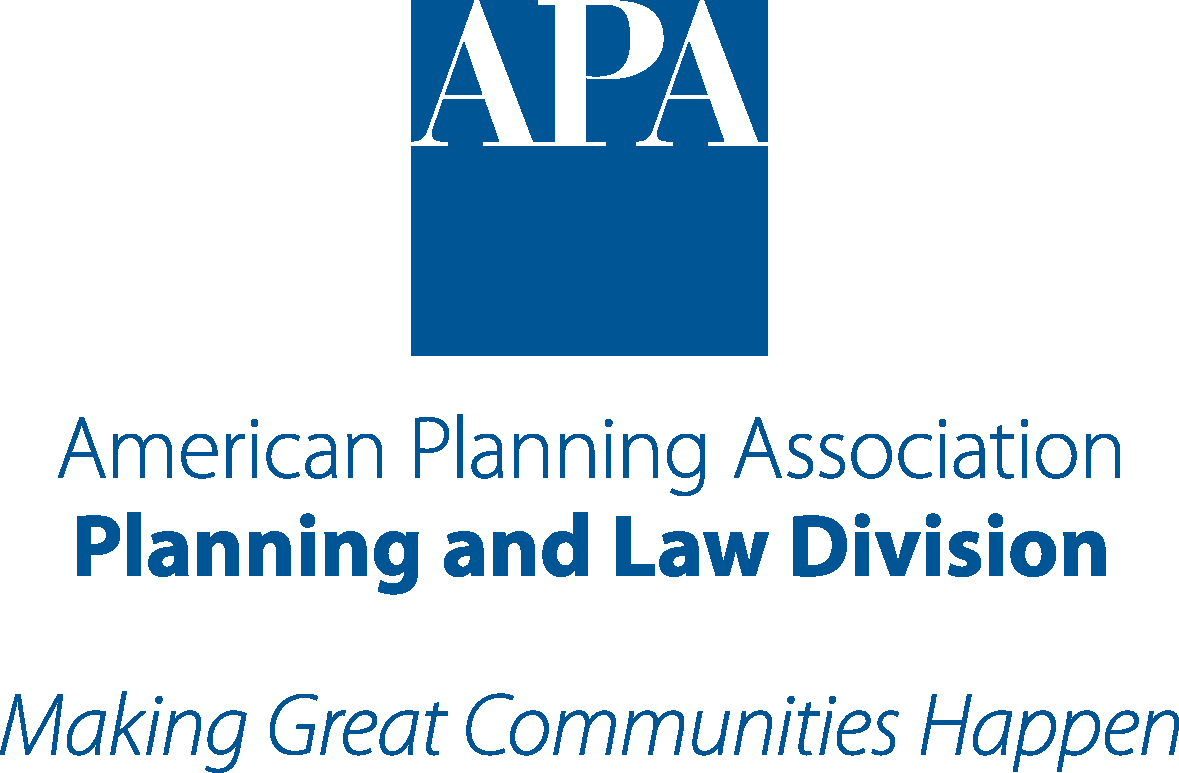 APA
American Planning Association
Planning and Law Division
Making Great Communities Happen